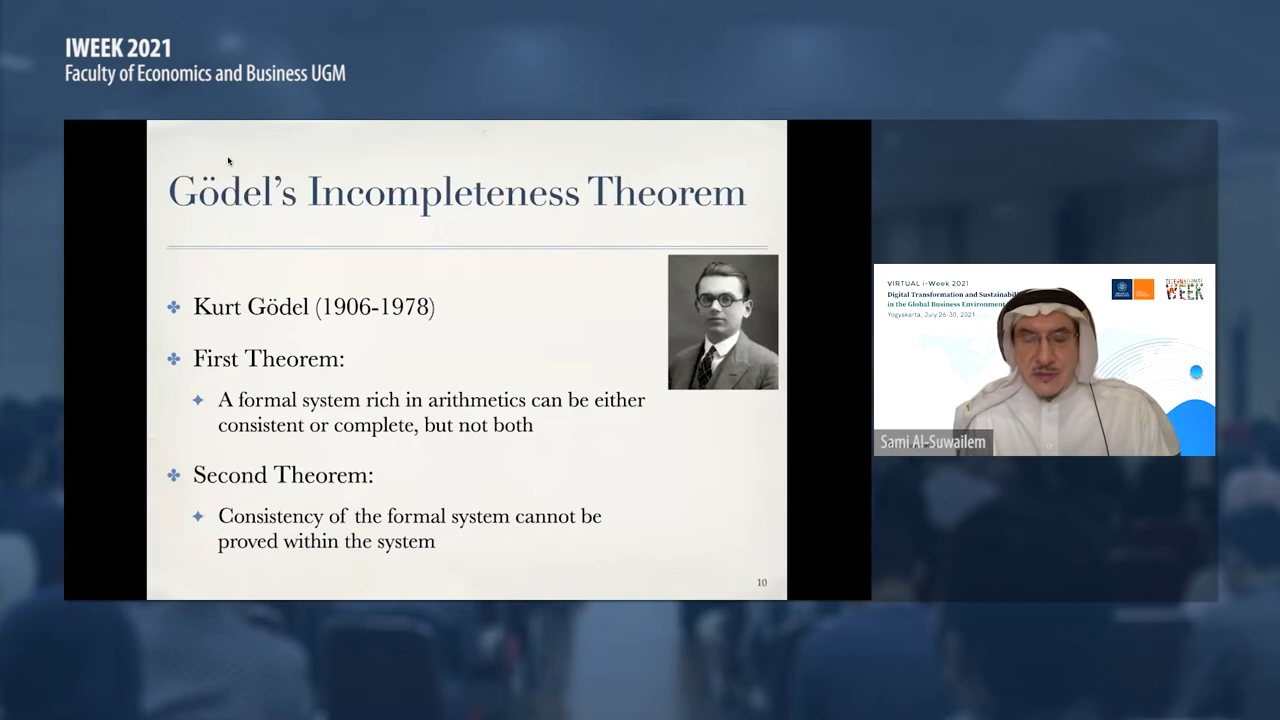 IWEEK 2021
Faculty of Economics and Business UGM
Gödel's Incompleteness Theorem
Kurt Gödel (1906-1978)
First Theorem:
A formal system rich in arithmetics can be either
consistent or complete, but not both
Second Theorem:
Consistency of the formal system cannot be
proved within the system
10
VIRTUAL i-Week 2021
Digital Transformation and
in the Global Business Environment
Yogyakarta, July 26-30, 2021
INTERNATIONAL
WEEK
Sami Al-Suwailem